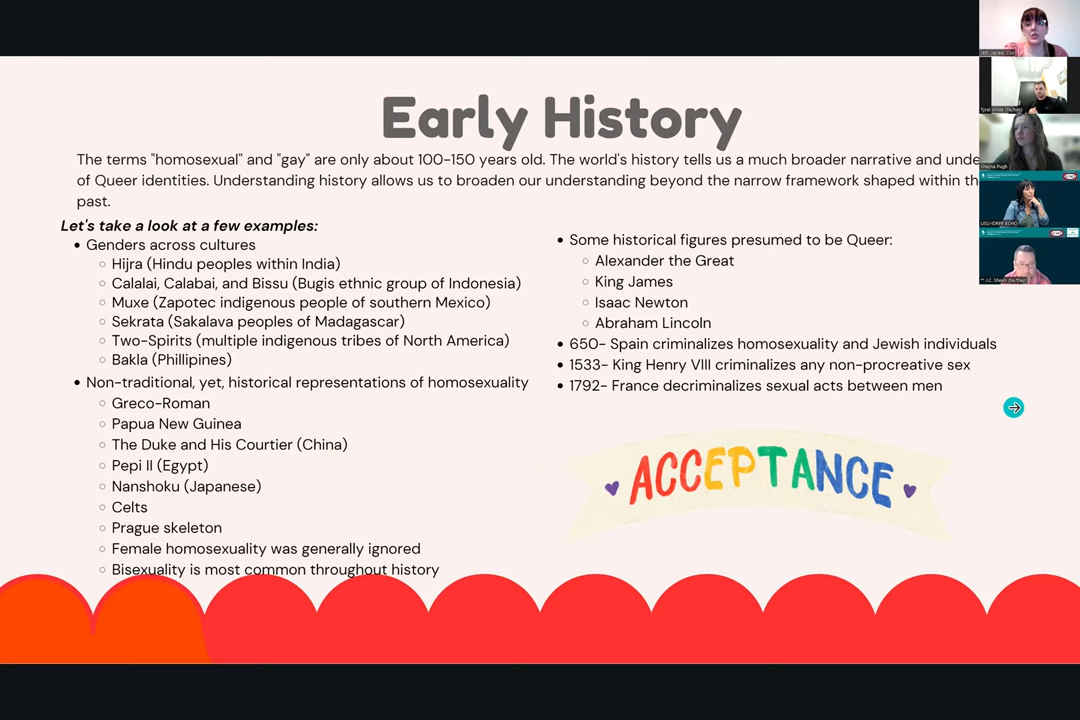 Early History
The terms "homosexual" and "gay" are only about 100-150 years old. The world's history tells us a much broader narrative and unde
of Queer identities. Understanding history allows us to broaden our understanding beyond the narrow framework shaped within th
past.
Let's take a look at a few examples:
Genders across cultures
Hijra (Hindu peoples within India)
Calalai, Calabai, and Bissu (Bugis ethnic group of Indonesia)
Muxe (Zapotec indigenous people of southern Mexico)
Sekrata (Sakalava peoples of Madagascar)
Two-Spirits (multiple indigenous tribes of North America)
Bakla (Phillipines)
Non-traditional, yet, historical representations of homosexuality
Greco-Roman
Papua New Guinea
The Duke and His Courtier (China)
Pepi II (Egypt)
Nanshoku (Japanese)
Celts
Prague skeleton
Female homosexuality was generally ignored
Bisexuality is most common throughout history
Some historical figures presumed to be Queer:
Alexander the Great
King James
Isaac Newton
Abraham Lincoln
650- Spain criminalizes homosexuality and Jewish individuals
1533- King Henry VIII criminalizes any non-procreative sex
1792- France decriminalizes sexual acts between men
ACCEPTANCE
Shayna Pugh
USU-IDRPP ECHO